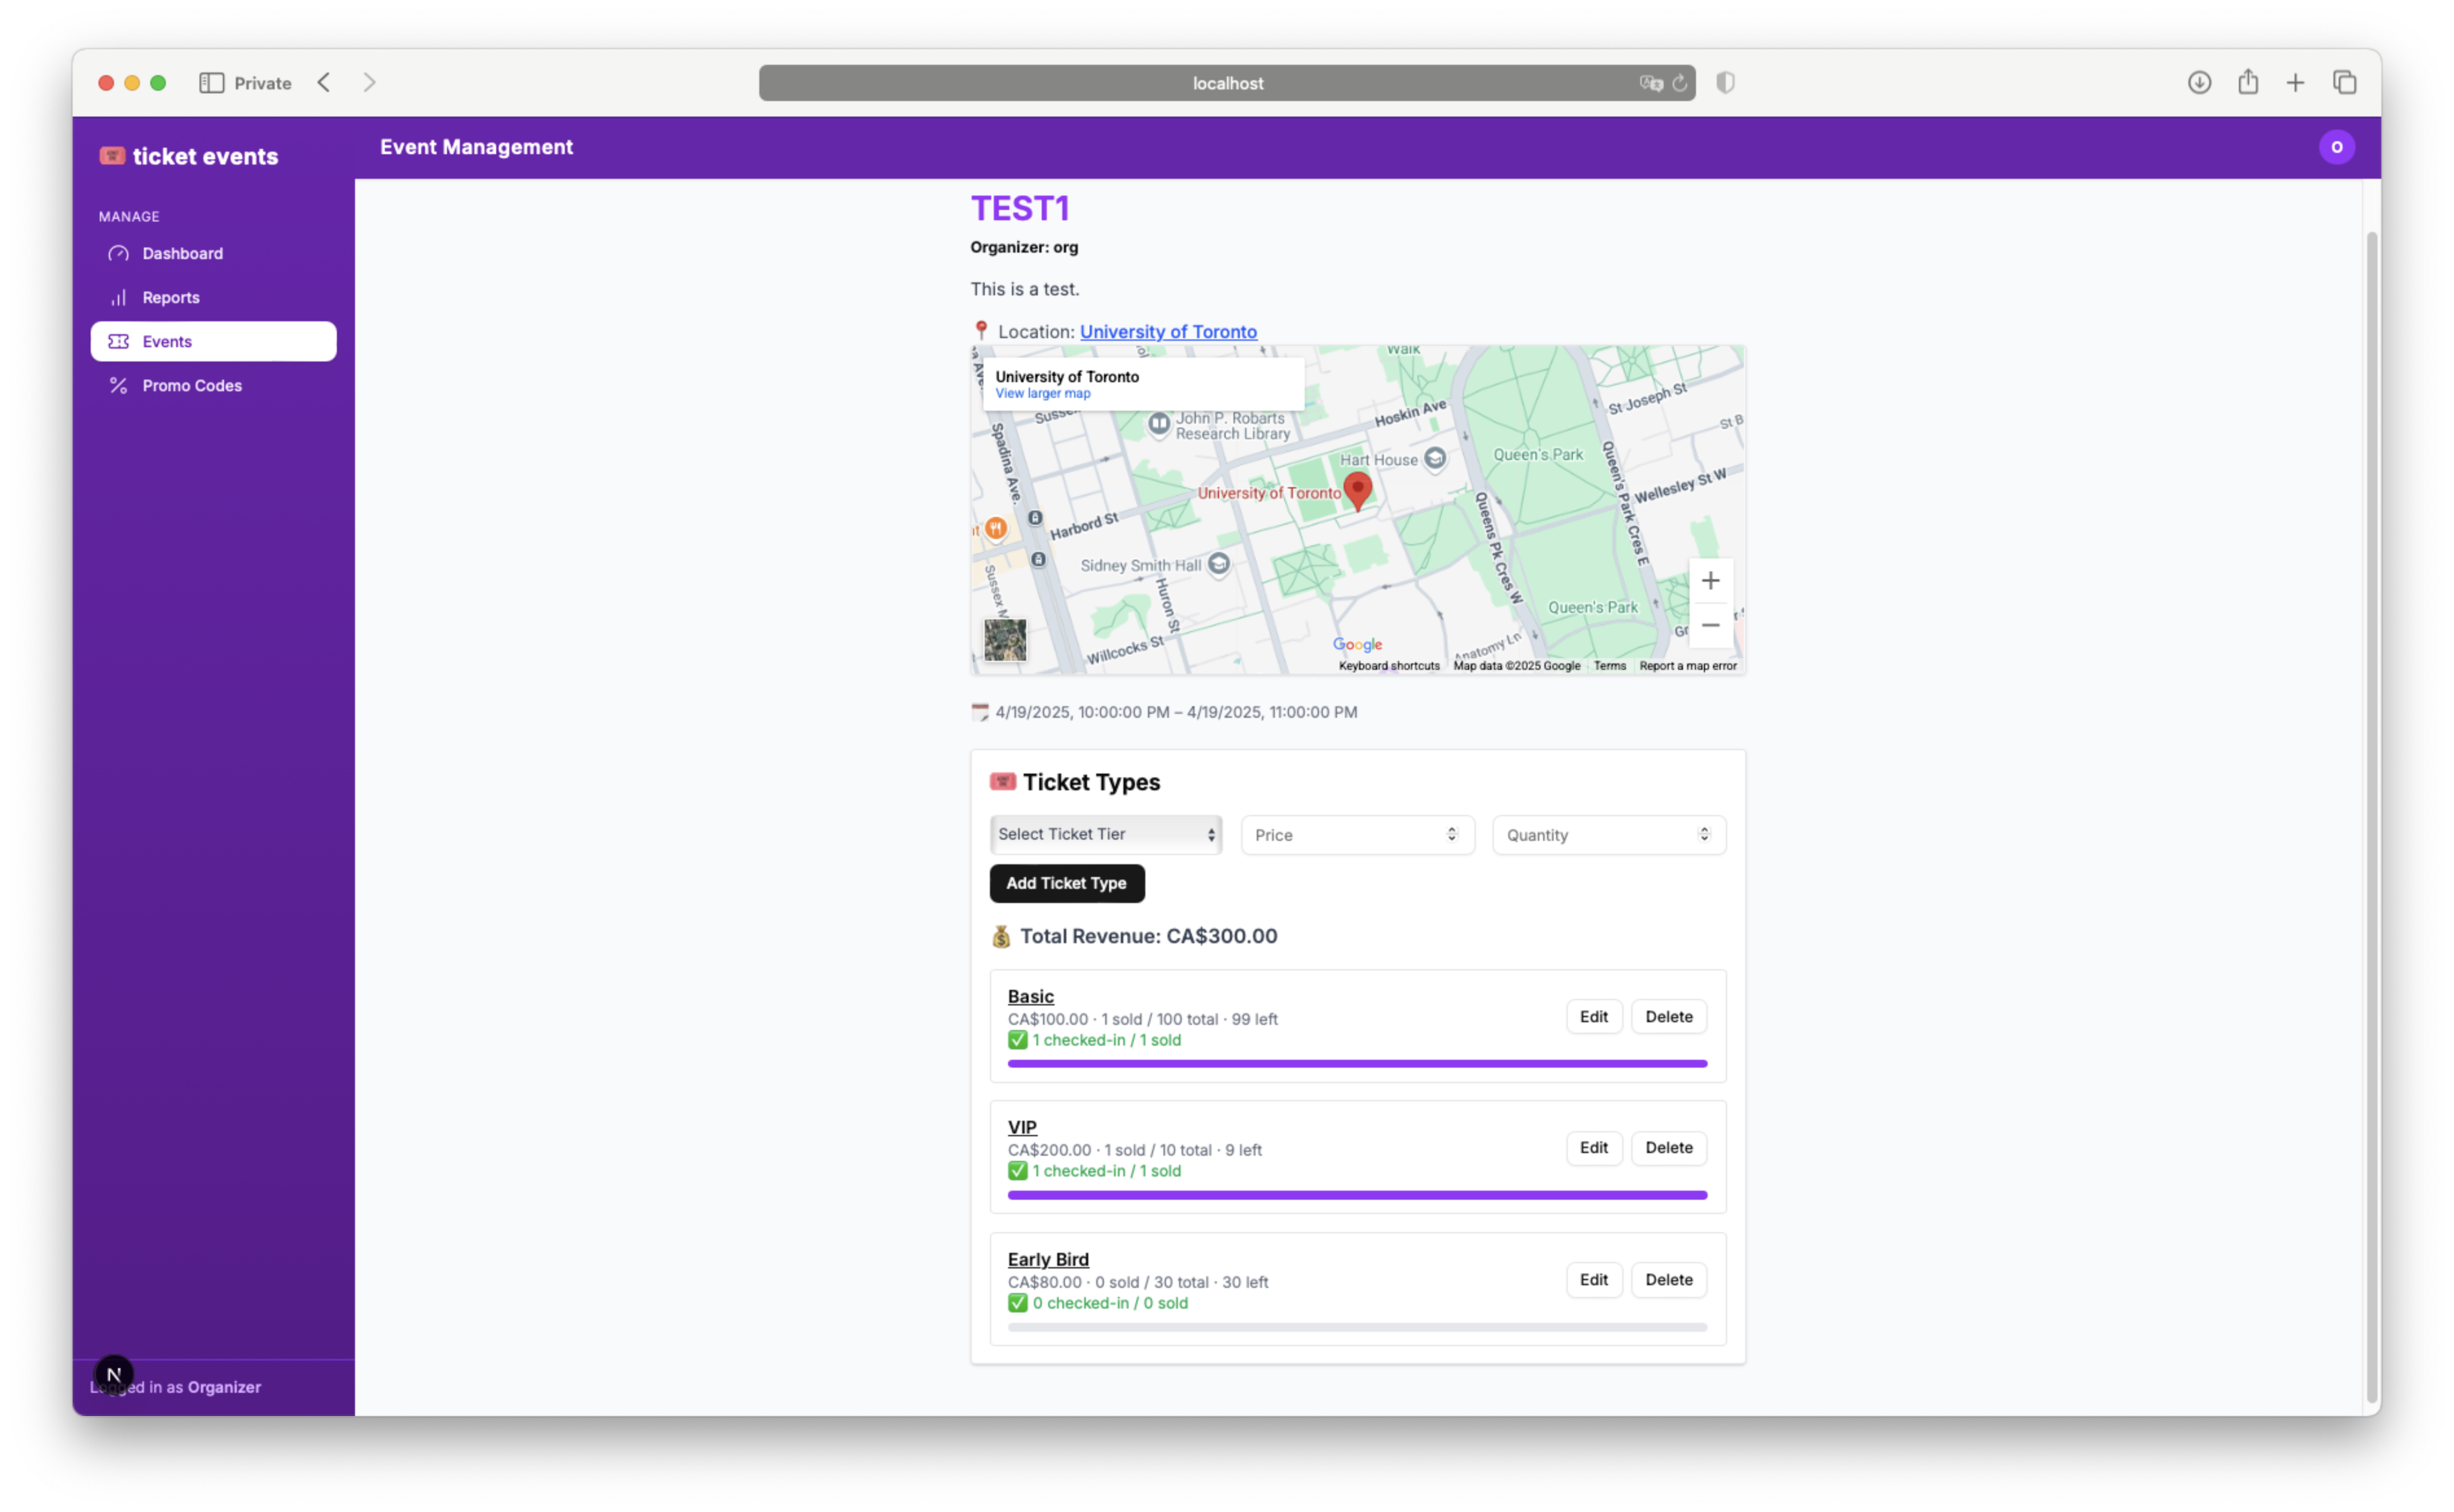 Private
localhost
ticket events
Event Management
O
MANAGE
Dashboard
Reports
Events
Promo Codes
TEST1
Organizer: org
This is a test.
Location: University of Toronto
University of Toronto
View larger map
Walk
Spadina Ave.
John P. Robarts
Research Library
Hoskin Ave
St Joseph St
St B
Hart House
Queen's Park
Queen's Park Cres E
Wellesley St W
University of Toronto
Queens Pk Cres W
Harbord St
Sidney Smith Hall
Huron St
Queen's Park
Willcocks St
Anatomy Ln
Google
Keyboard shortcuts
Map data ©2025 Google
Terms
Report a map error
4/19/2025, 10:00:00 PM – 4/19/2025, 11:00:00 PM
Ticket Types
Select Ticket Tier
Price
Quantity
Add Ticket Type
Total Revenue: CA$300.00
Basic
CA$100.00 · 1 sold / 100 total · 99 left
1 checked-in / 1 sold
Edit
Delete
VIP
CA$200.00 · 1 sold / 10 total · 9 left
1 checked-in / 1 sold
Edit
Delete
Early Bird
CA$80.00 · 0 sold / 30 total · 30 left
0 checked-in / 0 sold
Edit
Delete
N
Logged in as Organizer